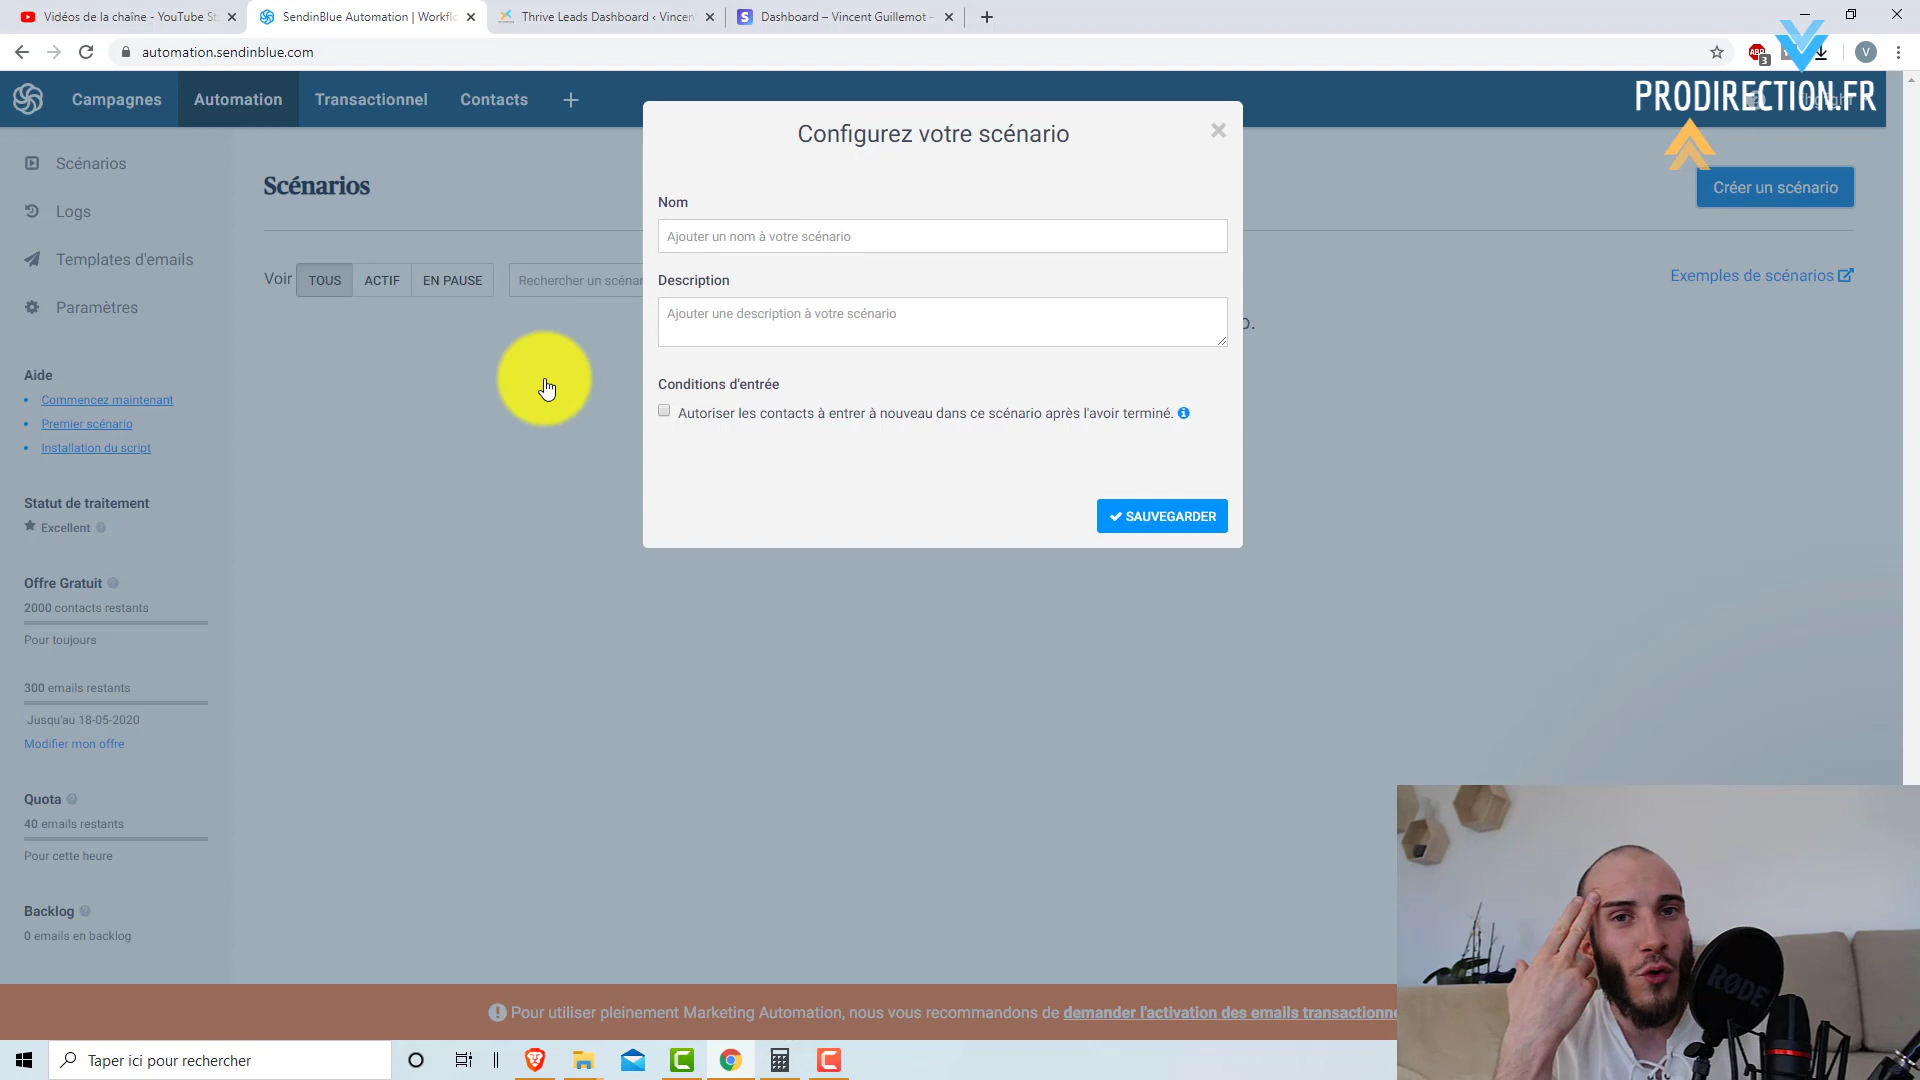 Vidéos de la chaîne - YouTube St
SendinBlue Automation | Workflo
Thrive Leads Dashboard ‹ Vincen
Dashboard – Vincent Guillemot –
automation.sendinblue.com
ABP
3
V
PRODIRECTION.FR
Campagnes
Automation
Transactionnel
Contacts
Configurez votre scénario
Scénarios
Logs
Templates d'emails
Paramètres
Aide
Commencez maintenant
Premier scénario
Installation du script
Statut de traitement
Excellent
Offre Gratuit
2000 contacts restants
Pour toujours
300 emails restants
Jusqu'au 18-05-2020
Modifier mon offre
Quota
40 emails restants
Pour cette heure
Backlog
0 emails en backlog
Scénarios
Créer un scénario
Voir
TOUS
ACTIF
EN PAUSE
Rechercher un scénar
Exemples de scénarios
o.
Nom
Ajouter un nom à votre scénario
Description
Ajouter une description à votre scénario
Conditions d'entrée
Autoriser les contacts à entrer à nouveau dans ce scénario après l'avoir terminé.
SAUVEGARDER
Pour utiliser pleinement Marketing Automation, nous vous recommandons de demander l'activation des emails transactionne
RØDE
Taper ici pour rechercher